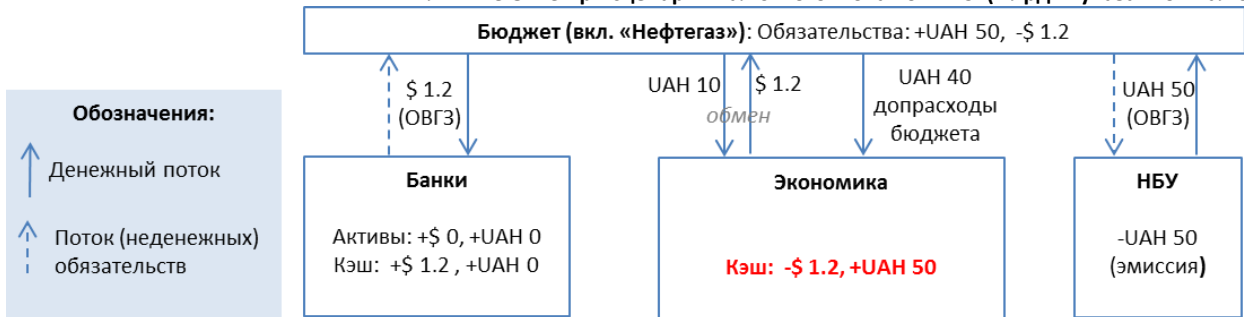 Бюджет (вкл. «Нефтегаз»): Обязательства: +UAH 50, -$ 1.2
$ 1.2
(ОВГЗ)
UAH 10
$ 1.2
обмен
UAH 40
допрасходы
бюджета
UAH 50
(ОВГЗ)
Обозначения:
Денежный поток
Поток (неденежных)
обязательств
Банки
Активы: +$ 0, +UAH 0
Кэш: +$ 1.2 , +UAH 0
Экономика
Кэш: -$ 1.2, +UAH 50
НБУ
-UAH 50
(эмиссия)